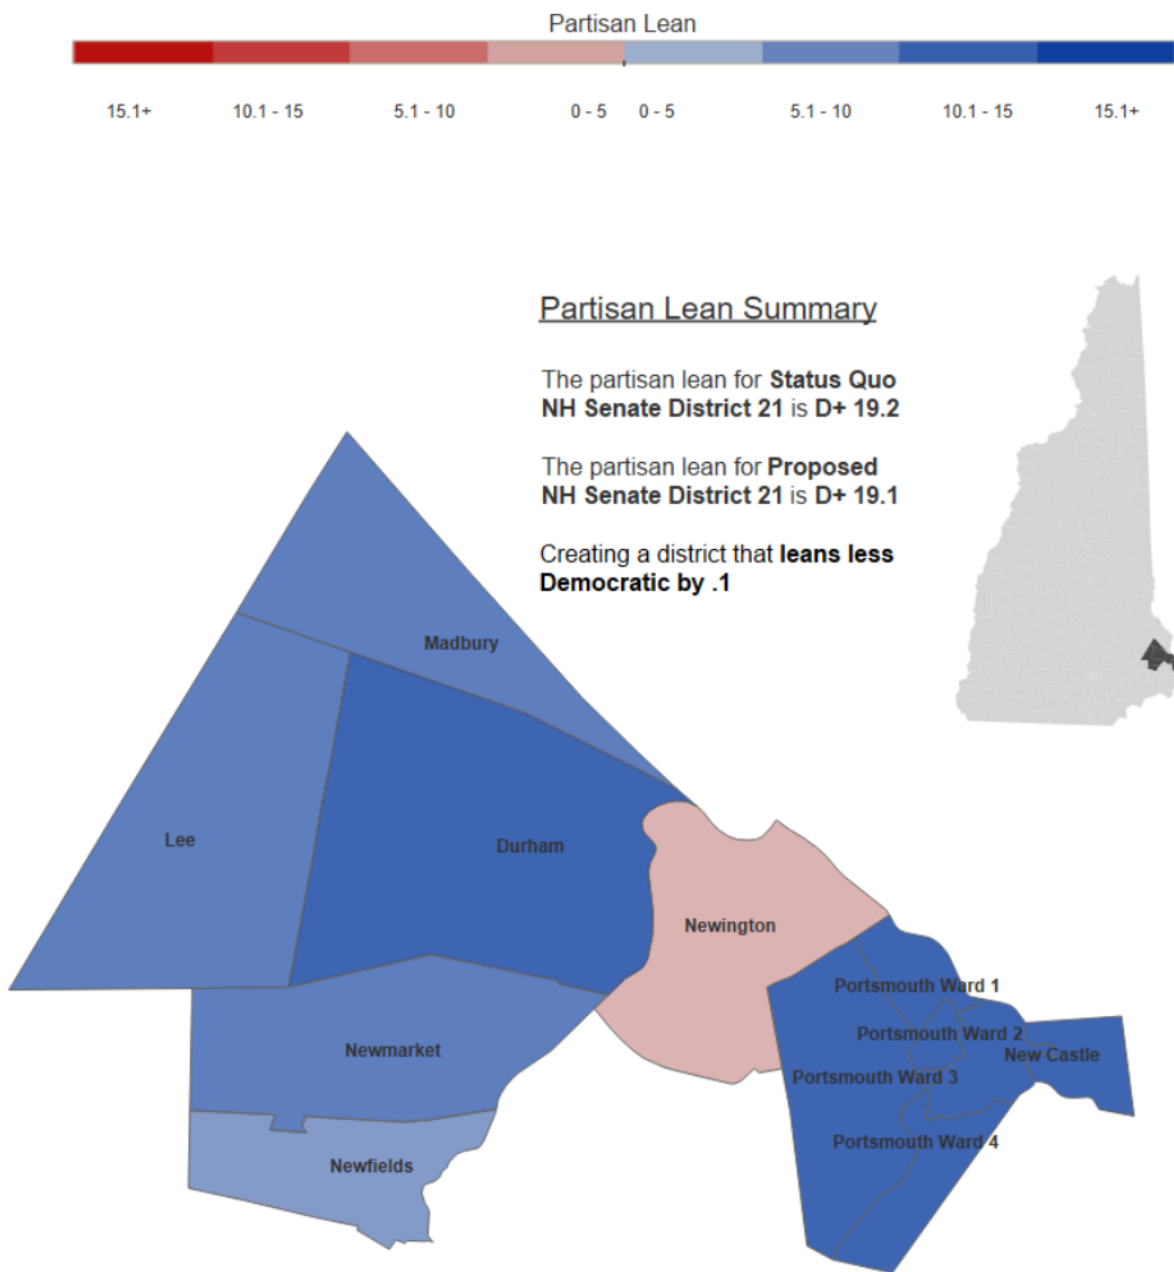 Partisan Lean
15.1+ 10.1 - 15 5.1 - 10 0 - 5 0 - 5 5.1 - 10 10.1 - 15 15.1+
Partisan Lean Summary
The partisan lean for Status Quo
NH Senate District 21 is D+ 19.2
The partisan lean for Proposed
NH Senate District 21 is D+ 19.1
Creating a district that leans less
Democratic by .1
Madbury
Lee
Durham
Newington
Portsmouth Ward 1
Portsmouth Ward 2
New Castle
Newmarket
Portsmouth Ward 3
Portsmouth Ward 4
Newfields